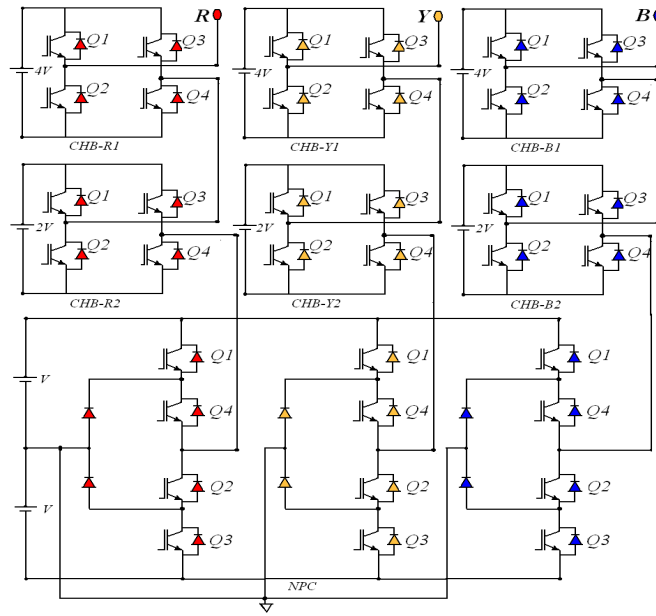 R Y B
Q1 Q3 Q1 Q3 Q1 Q3
4V 4V 4V
Q2 Q4 Q2 Q4 Q2 Q4
CHB-R1 CHB-Y1 CHB-B1
Q1 Q3 Q1 Q3 Q1 Q3
2V 2V 2V
Q2 Q4 Q2 Q4 Q2 Q4
CHB-R2 CHB-Y2 CHB-B2
Q1 Q1 Q1
V
Q4 Q4 Q4
Q2 Q2 Q2
V
Q3 Q3 Q3
NPC